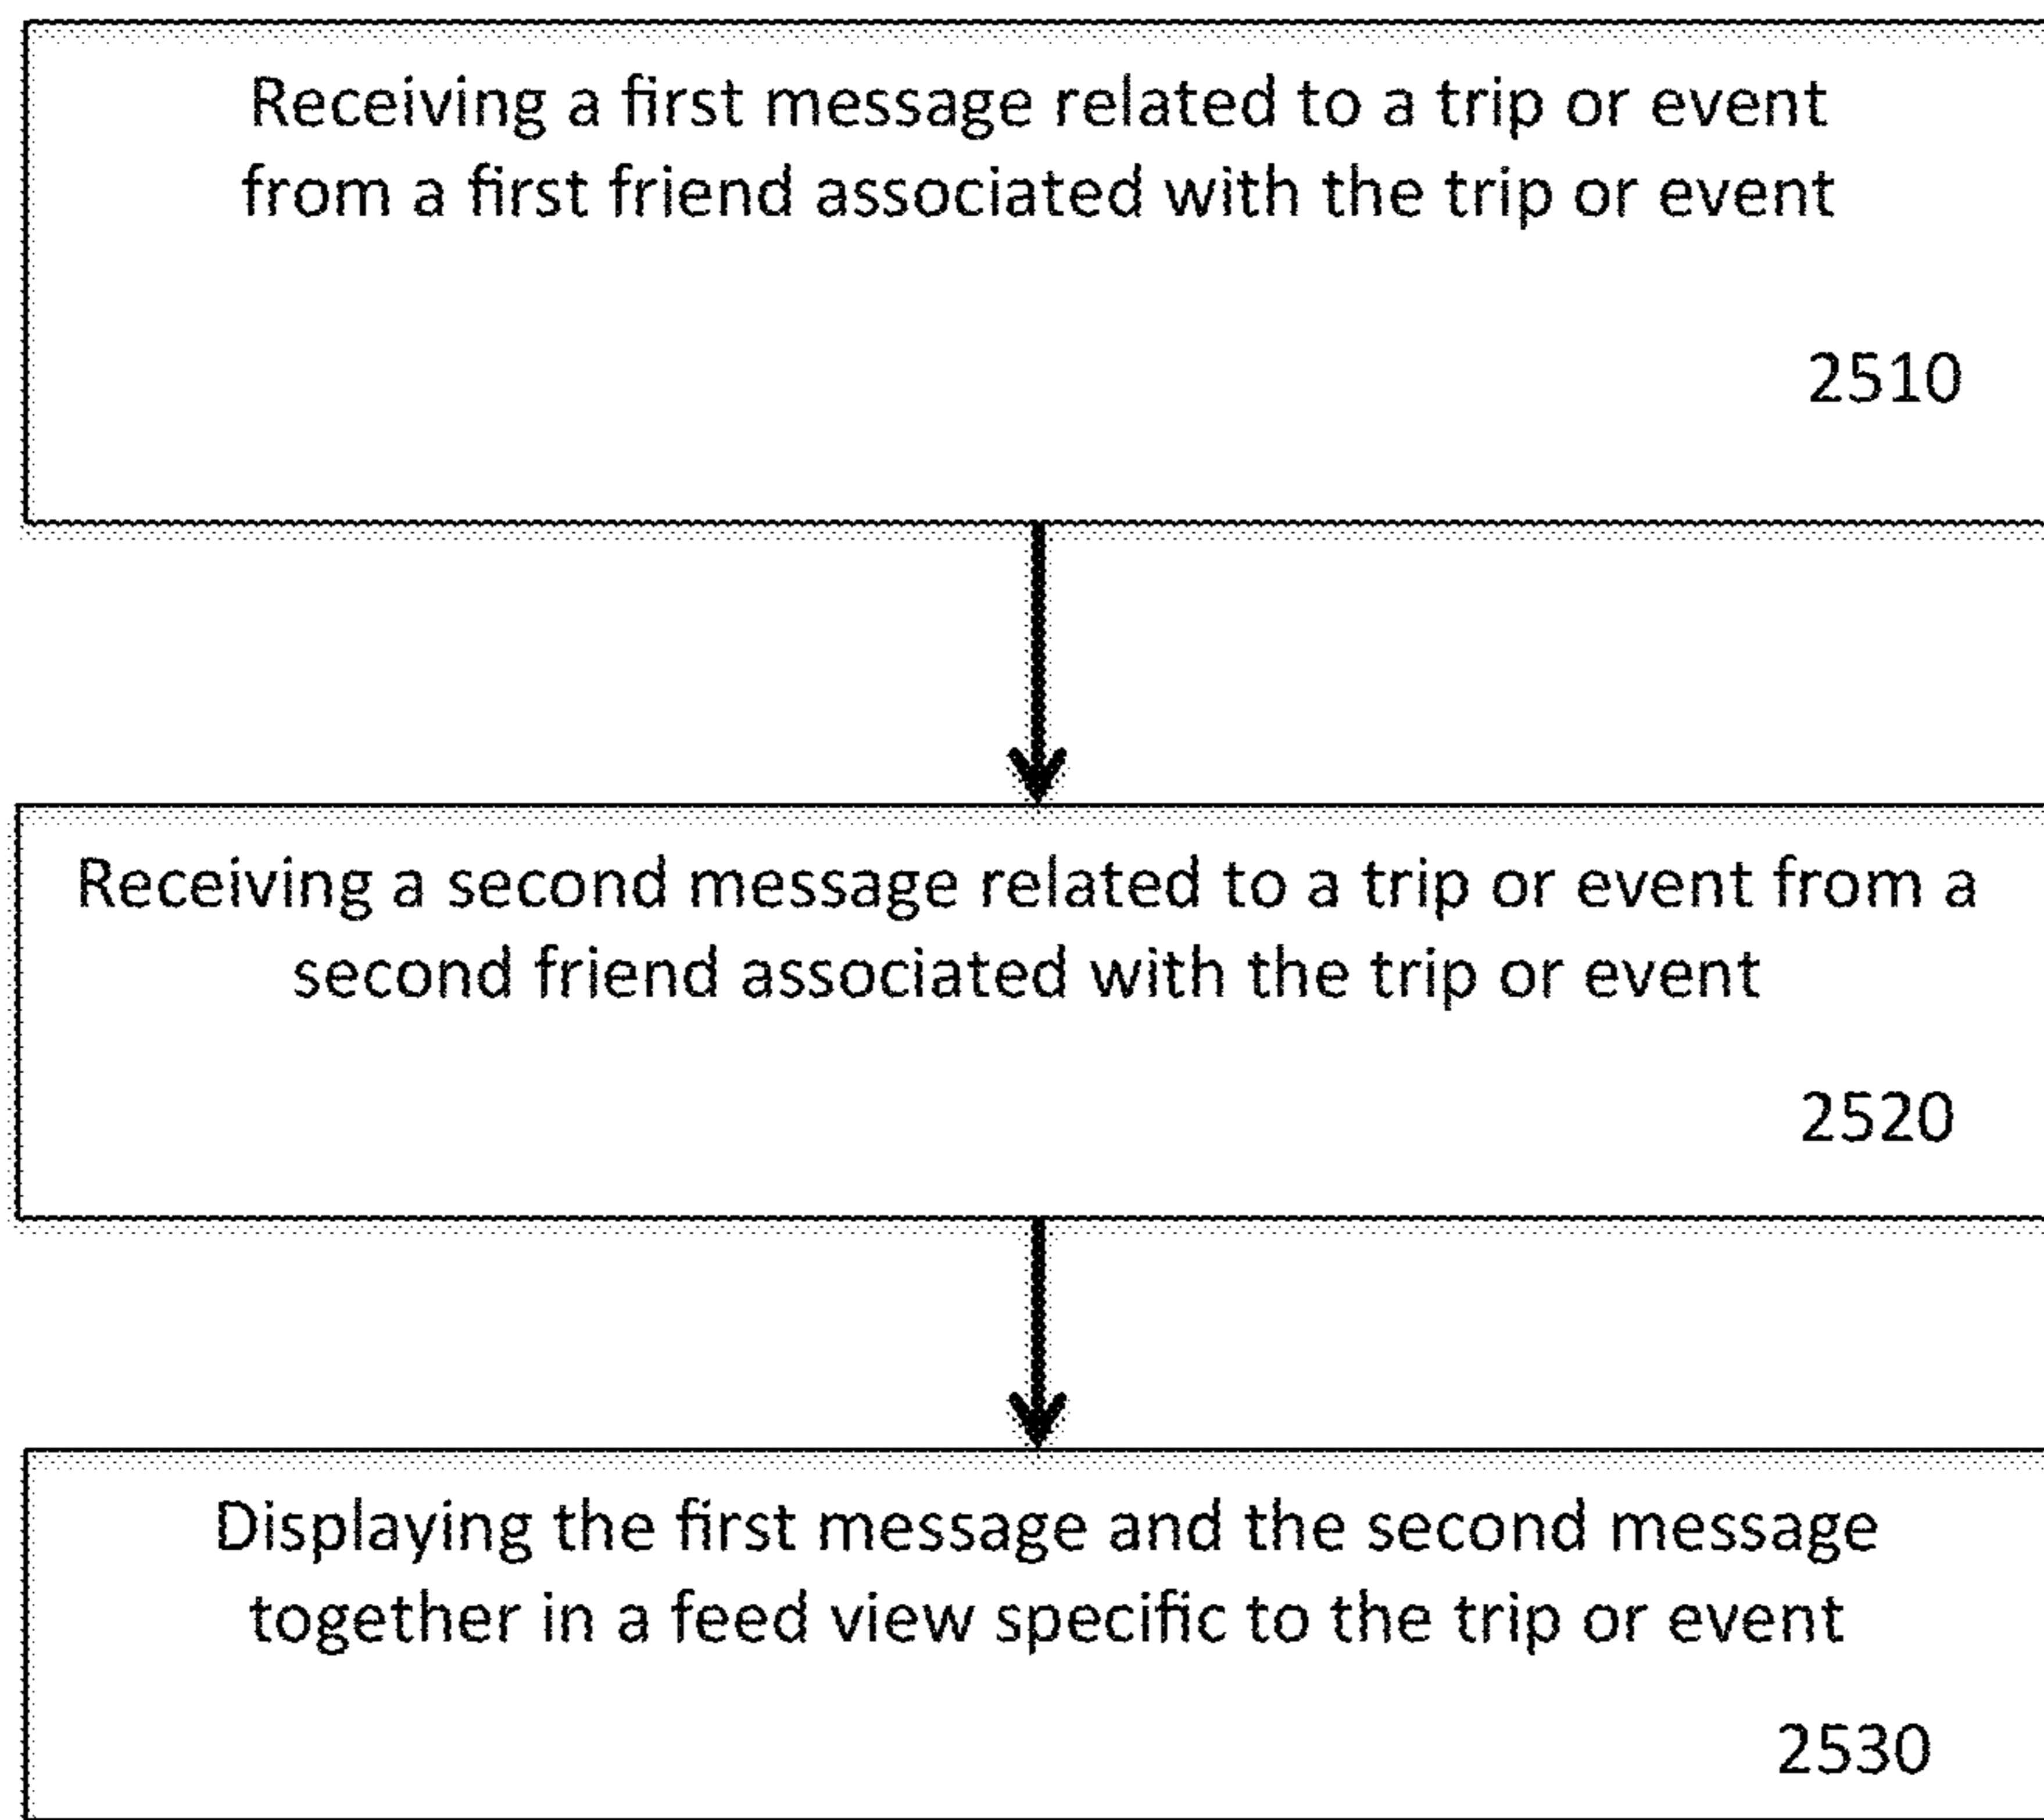 Receiving a first message related to a trip or event
from a first friend associated with the trip or event
2510
Receiving a second message related to a trip or event from a
second friend associated with the trip or event
2520
Displaying the first message and the second message
together in a feed view specific to the trip or event
2530